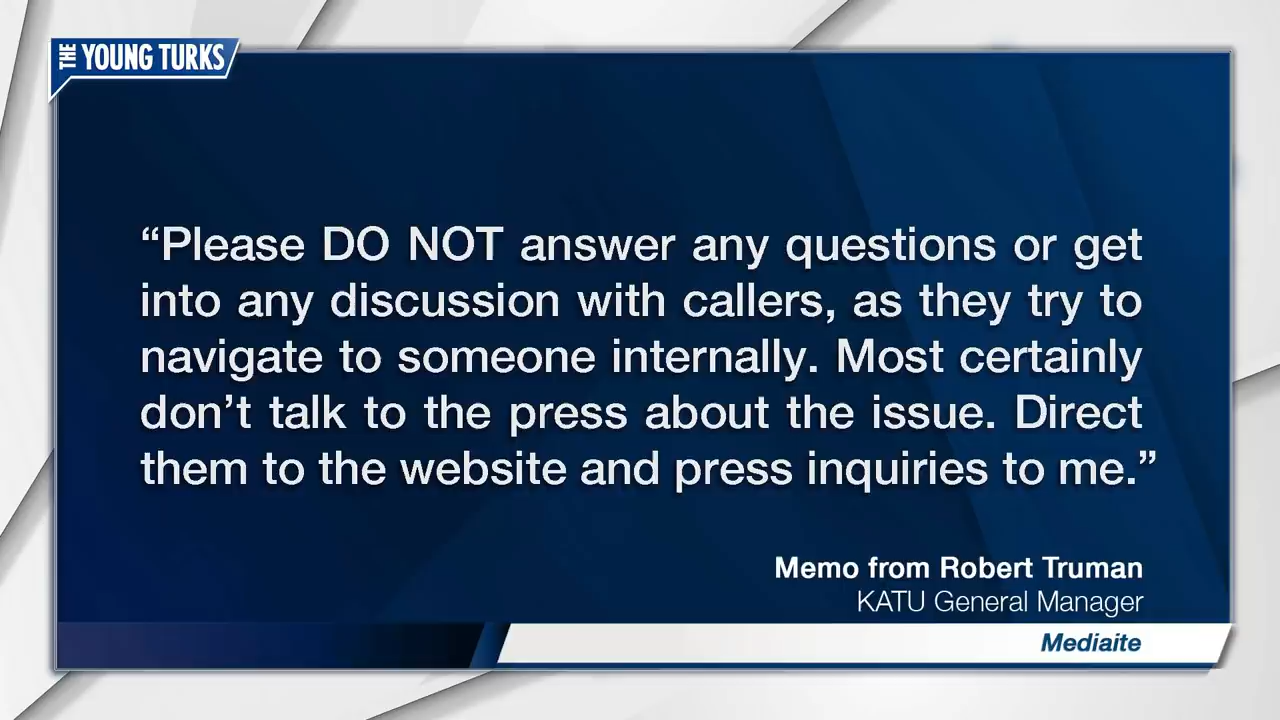 THE YOUNG TURKS
“Please DO NOT answer any questions or get
into any discussion with callers, as they try to
navigate to someone internally. Most certainly
don’t talk to the press about the issue. Direct
them to the website and press inquiries to me.”
Memo from Robert Truman
KATU General Manager
Mediaite